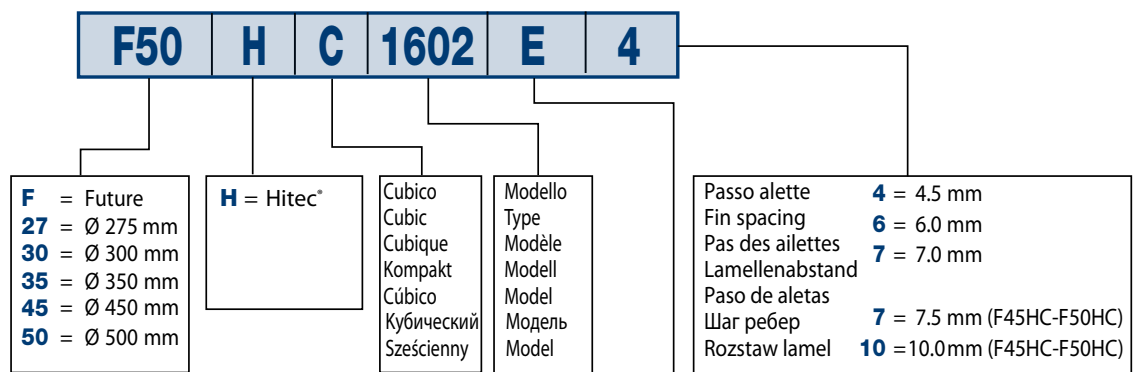 F50 H C 1602 E 4
F = Future
27 = Ø 275 mm
30 = Ø 300 mm
35 = Ø 350 mm
45 = Ø 450 mm
50 = Ø 500 mm
H = Hitec®
Cubico
Cubic
Cubique
Kompakt
Cúbico
Кубический
Sześcienny
Modello
Type
Modèle
Modell
Model
Модель
Model
Passo alette
Fin spacing
Pas des ailettes
Lamellenabstand
Paso de aletas
Шаг ребер
Rozstaw lamel
4 = 4.5 mm
6 = 6.0 mm
7 = 7.0 mm
7 = 7.5 mm (F45HC-F50HC)
10 =10.0mm (F45HC-F50HC)